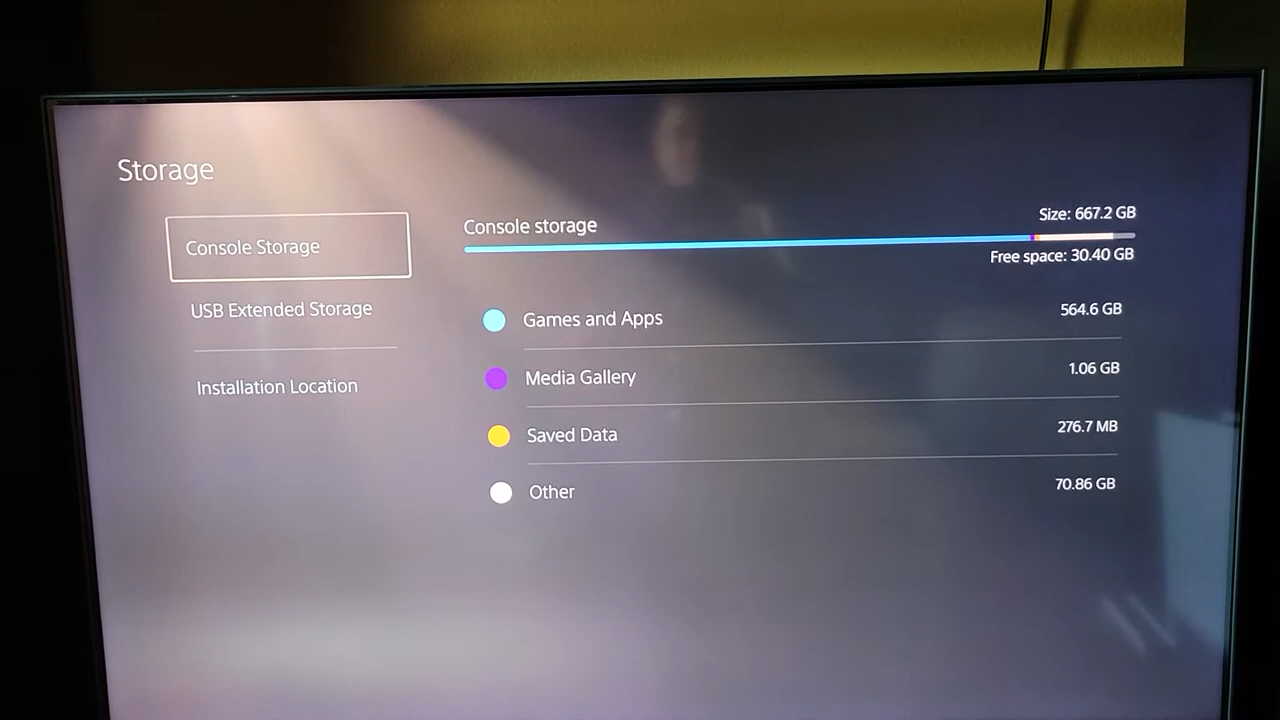 Storage
Console Storage
USB Extended Storage
Installation Location
Console storage
Size: 667.2 GB
Free space: 30.40 GB
Games and Apps 564.6 GB
Media Gallery 1.06 GB
Saved Data 276.7 MB
Other 70.86 GB